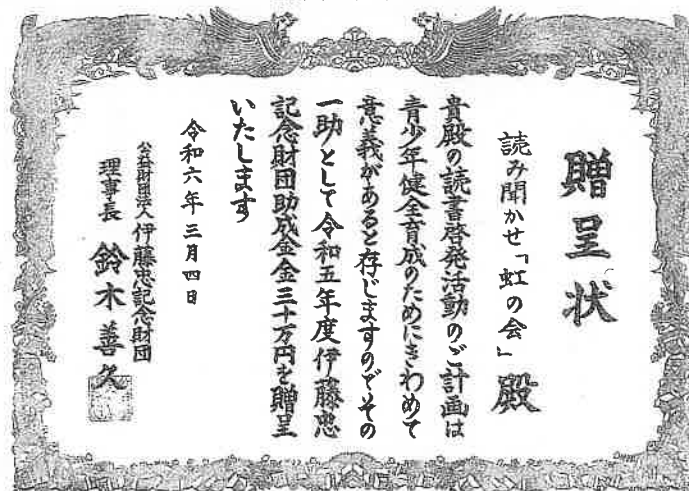 贈呈状
読み聞かせ「虹の会」殿
貴殿の読書啓発活動のご計画は
青少年健全育成のためにきわめて
意義があると存じますのでその
一助として令和五年度伊藤忠
記念財団助成金金三十万円を贈呈
いたします
令和六年三月四日
公益財団法人伊藤忠記念財団
理事長 鈴木善久